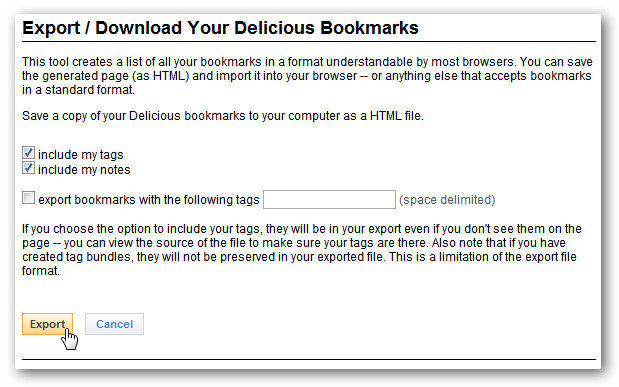 Export / Download Your Delicious Bookmarks
This tool creates a list of all your bookmarks in a format understandable by most browsers. You can save
the generated page (as HTML) and import it into your browser -- or anything else that accepts bookmarks
in a standard format.
Save a copy of your Delicious bookmarks to your computer as a HTML file.
include my tags
include my notes
export bookmarks with the following tags (space delimited)
If you choose the option to include your tags, they will be in your export even if you don't see them on the
page -- you can view the source of the file to make sure your tags are there. Also note that if you have
created tag bundles, they will not be preserved in your exported file. This is a limitation of the export file
format.
Export Cancel